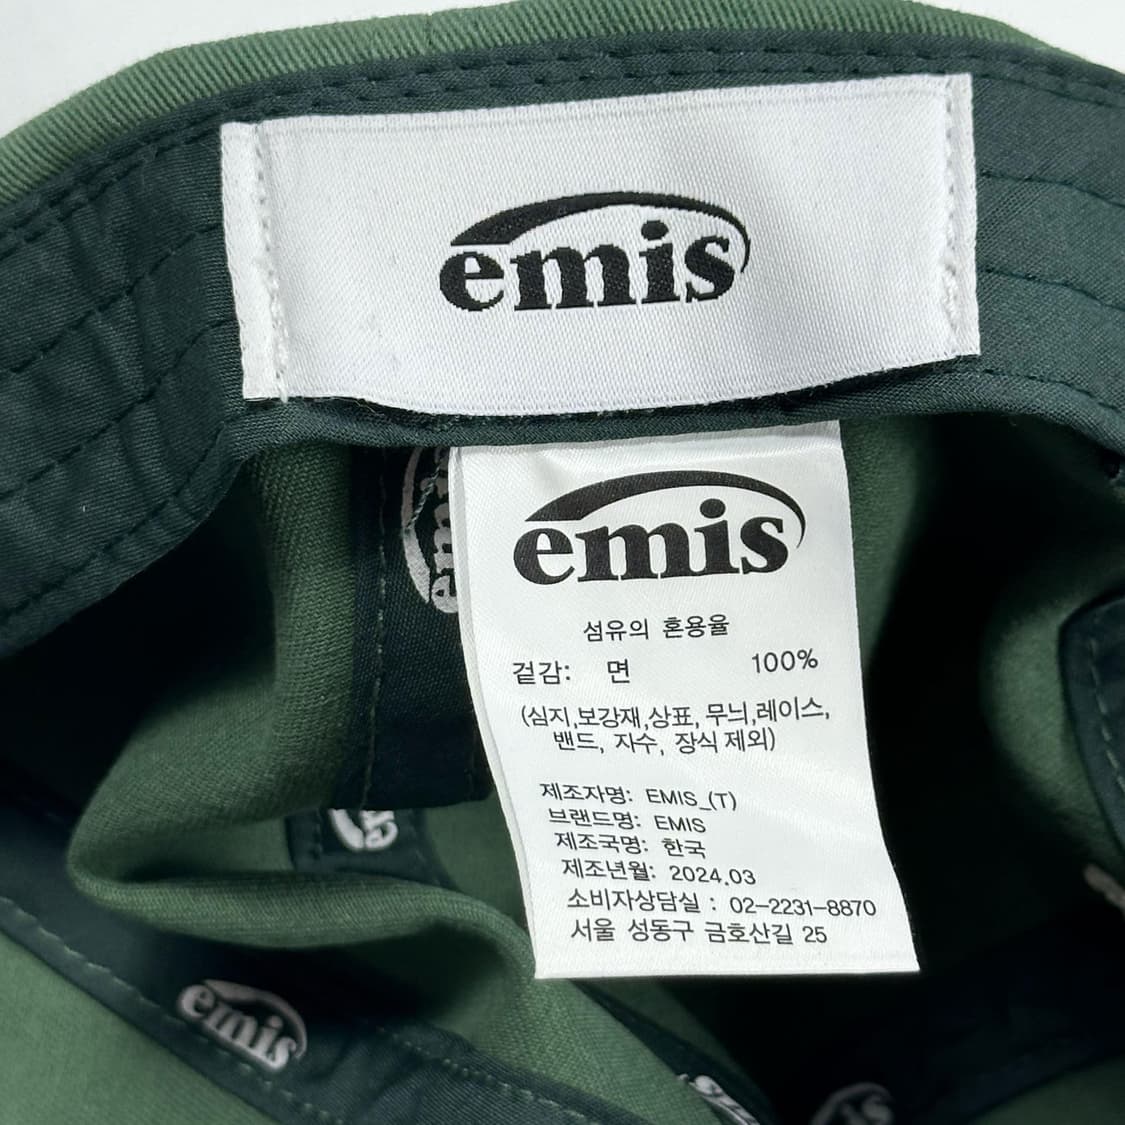 emis
emis
섬유의 혼용율
겉감: 면 100%
(심지,보강재,상표, 무늬,레이스,
밴드, 자수, 장식 제외)
제조자명: EMIS_(T)
브랜드명: EMIS
제조국명: 한국
제조년월: 2024.03
소비자상담실 : 02-2231-8870
서울 성동구 금호산길 25
emis